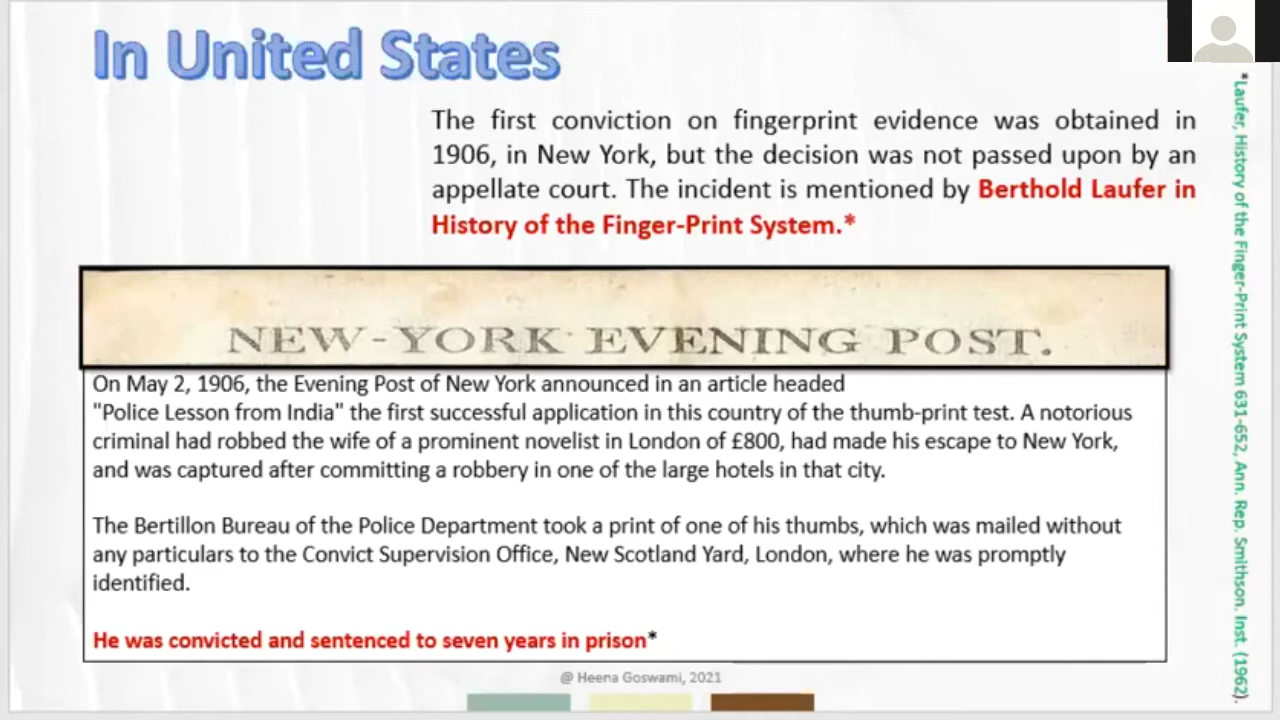 In United States
The first conviction on fingerprint evidence was obtained in
1906, in New York, but the decision was not passed upon by an
appellate court. The incident is mentioned by Berthold Laufer in
History of the Finger-Print System.*
NEW-YORK EVENING POST.
On May 2, 1906, the Evening Post of New York announced in an article headed
"Police Lesson from India" the first successful application in this country of the thumb-print test. A notorious
criminal had robbed the wife of a prominent novelist in London of £800, had made his escape to New York,
and was captured after committing a robbery in one of the large hotels in that city.
The Bertillon Bureau of the Police Department took a print of one of his thumbs, which was mailed without
any particulars to the Convict Supervision Office, New Scotland Yard, London, where he was promptly
identified.
He was convicted and sentenced to seven years in prison*
@ Heena Goswami, 2021
*Laufer, History of the Finger-Print System 631-652, Ann. Rep. Smithson. Inst. (1962).